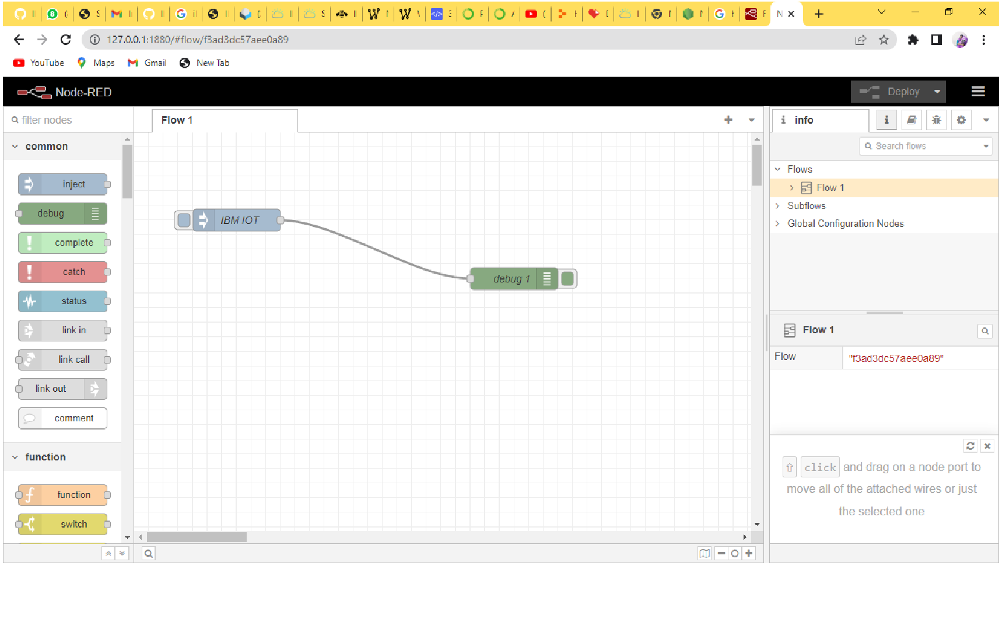 127.0.0.1:1880/#flow/f3ad3dc57aee0a89
YouTube Maps Gmail New Tab
Node-RED Deploy
filter nodes
Flow 1
info
common
Search flows
Flows
Flow 1
Subflows
Global Configuration Nodes
inject
debug
complete
catch
status
link in
link call
link out
comment
function
function
switch
IBM IOT
debug 1
Flow 1
Flow "f3ad3dc57aee0a89"
click and drag on a node port to
move all of the attached wires or just
the selected one